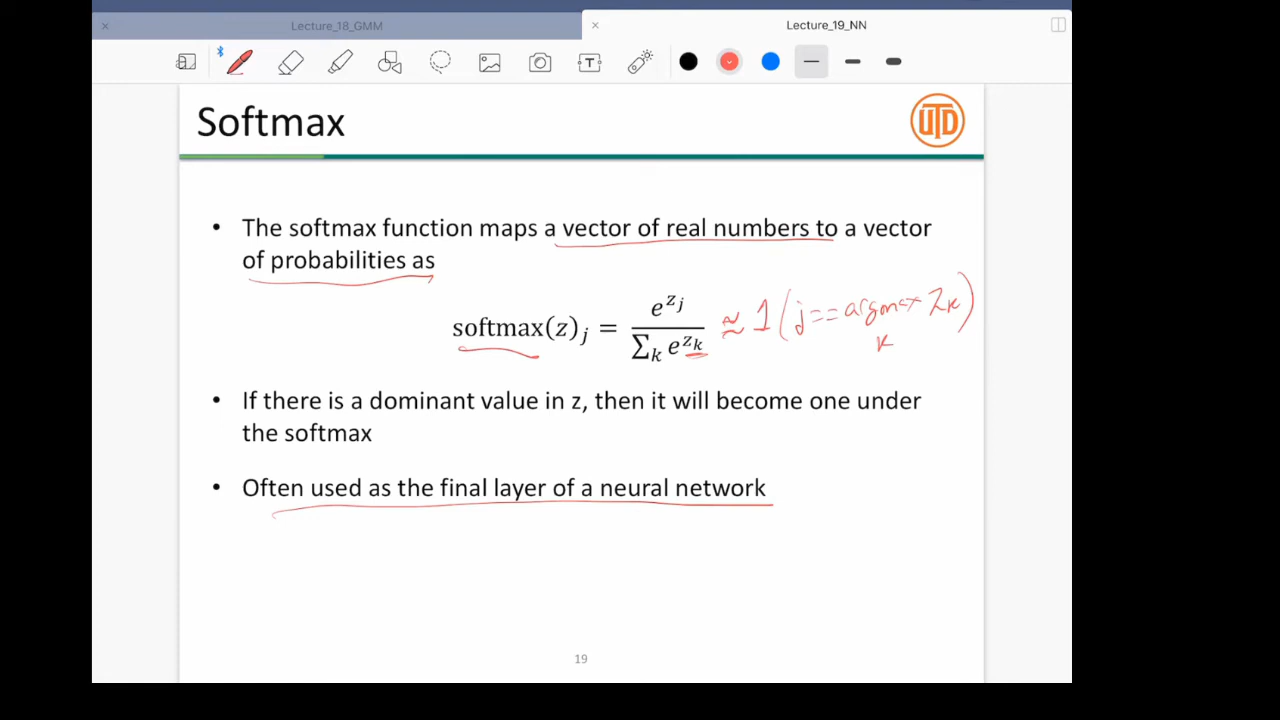 Lecture_18_GMM
Lecture_19_NN
T
Softmax
UTD
• The softmax function maps a vector of real numbers to a vector
of probabilities as
softmax(z)_j = e^{z_j} / ∑_k e^{z_k} ≈ 1(j == argmax_k z_k)
• If there is a dominant value in z, then it will become one under
the softmax
• Often used as the final layer of a neural network
19